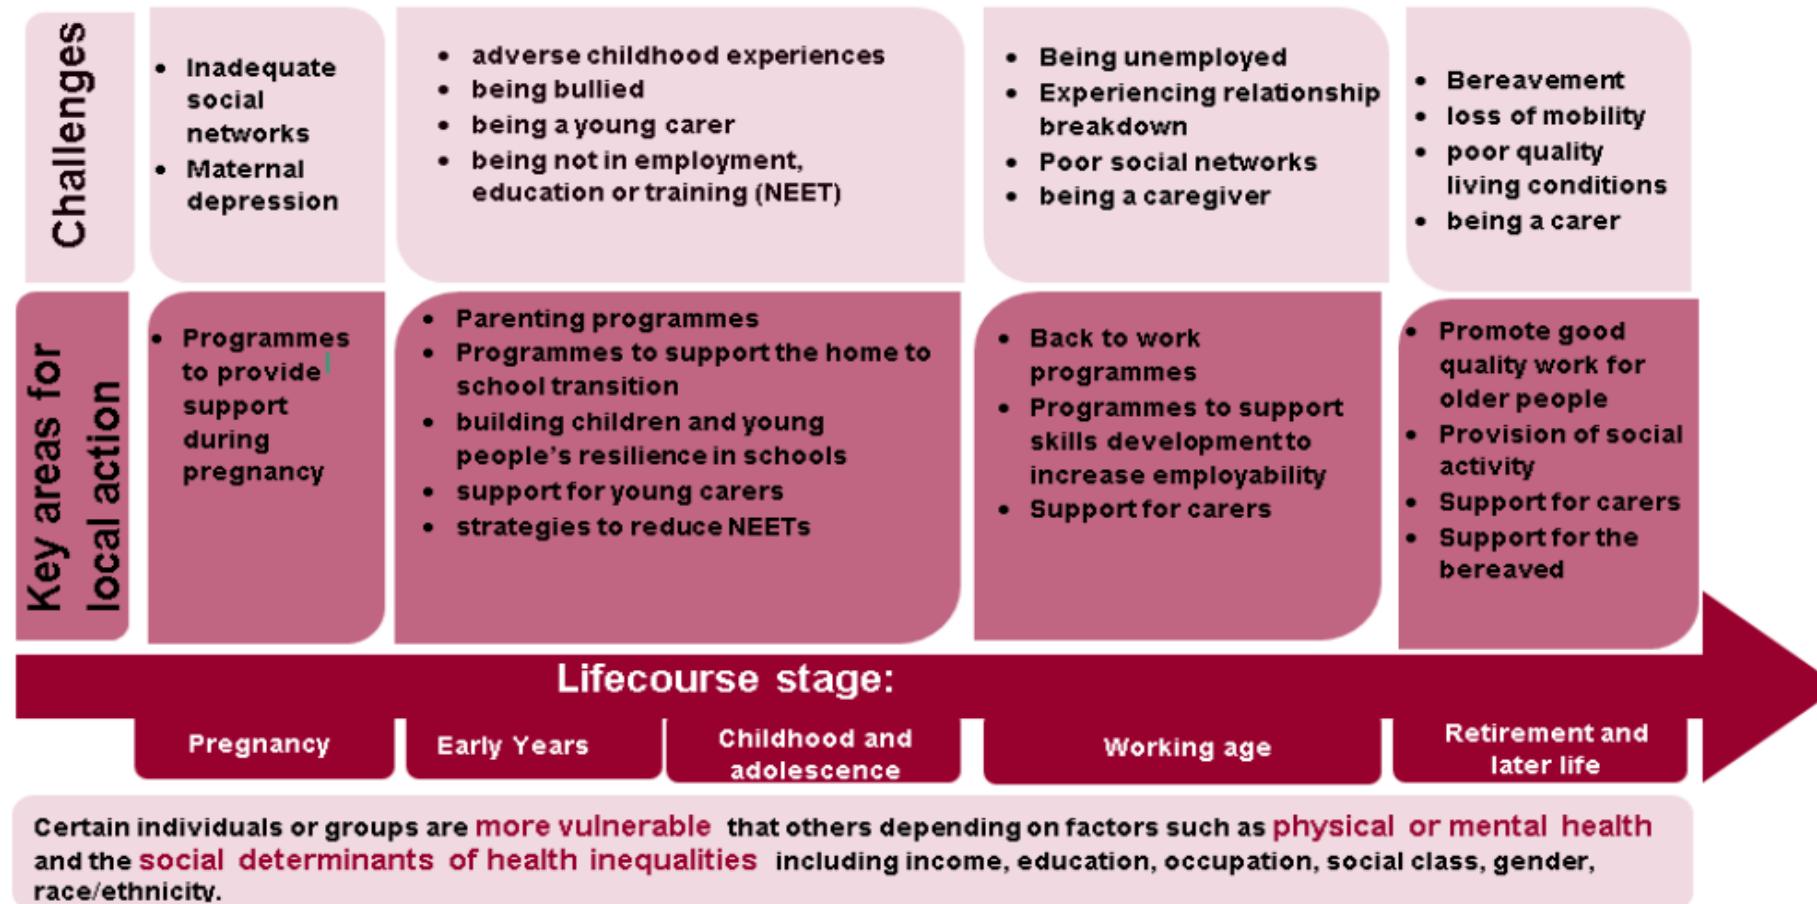 Challenges
• Inadequate
social
networks
• Maternal
depression
• adverse childhood experiences
• being bullied
• being a young carer
• being not in employment,
education or training (NEET)
• Being unemployed
• Experiencing relationship
breakdown
• Poor social networks
• being a caregiver
• Bereavement
• loss of mobility
• poor quality
living conditions
• being a carer
Key areas for
local action
• Programmes
to provide
support
during
pregnancy
• Parenting programmes
• Programmes to support the home to
school transition
• building children and young
people's resilience in schools
• support for young carers
• strategies to reduce NEETs
• Back to work
programmes
• Programmes to support
skills development to
increase employability
• Support for carers
• Promote good
quality work for
older people
• Provision of social
activity
• Support for carers
• Support for the
bereaved
Lifecourse stage:
Pregnancy
Early Years
Childhood and
adolescence
Working age
Retirement and
later life
Certain individuals or groups are more vulnerable that others depending on factors such as physical or mental health
and the social determinants of health inequalities including income, education, occupation, social class, gender,
race/ethnicity.